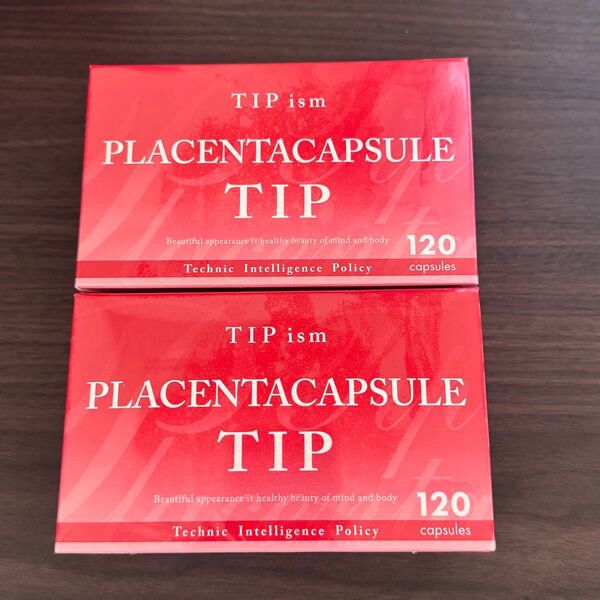 TIP ism
PLACENTACAPSULE
TIP
Beautiful appearance is healthy beauty of mind and body
120
capsules
Technic Intelligence Policy
TIP ism
PLACENTACAPSULE
TIP
Beautiful appearance is healthy beauty of mind and body
120
capsules
Technic Intelligence Policy